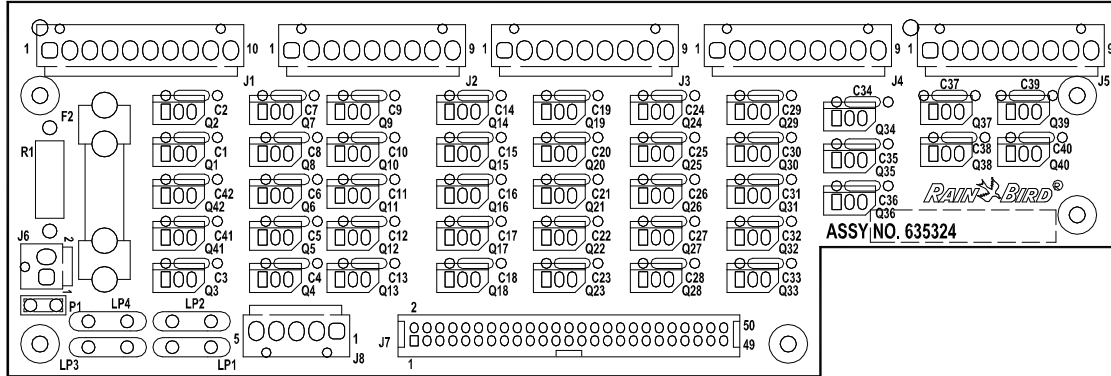 1 10 1 9 1 9 1 9 1 9
J1 J2 J3 J4 J5
F2 C2 C7 C9 C14 C19 C24 C29 C34 C37 C39
Q2 Q7 Q9 Q14 Q19 Q24 Q29 Q34 Q37 Q39
R1 C1 C8 C10 C15 C20 C25 C30 C35 C38 C40
Q1 Q8 Q10 Q15 Q20 Q25 Q30 Q35 Q38 Q40
C42 C6 C11 C16 C21 C26 C31 C36 RAIN BIRD ®
Q42 Q6 Q11 Q16 Q21 Q26 Q31 Q36
J6 2 C41 C5 C12 C17 C22 C27 C32 ASSY NO. 635324
Q41 Q5 Q12 Q17 Q22 Q27 Q32
C3 C4 C13 C18 C23 C28 C33
1 Q3 Q4 Q13 Q18 Q23 Q28 Q33
P1 LP4 LP2 2
5 1 J7 50
49
LP3 LP1 J8 1